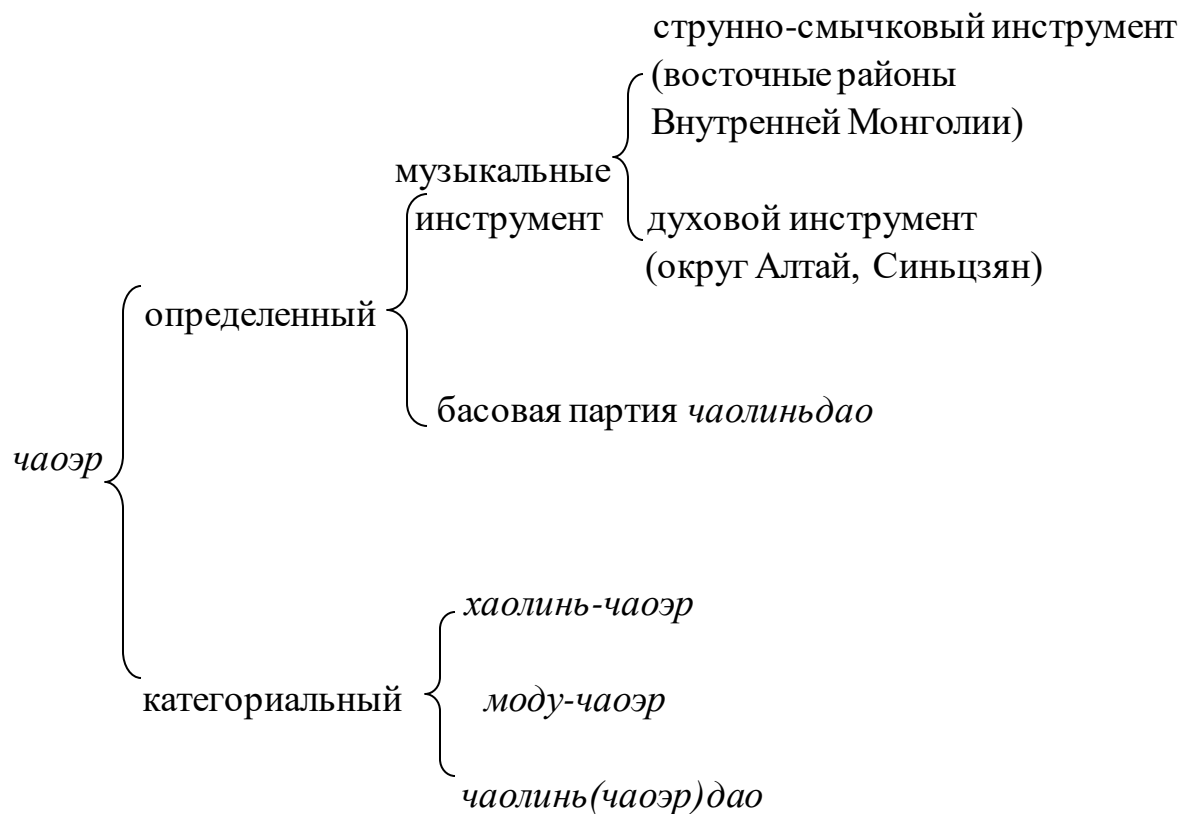 струнно-смычковый инструмент
(восточные районы
Внутренней Монголии)
музыкальные
инструмент
духовой инструмент
(округ Алтай, Синьцзян)
определенный
басовая партия чаолиньдао
чаоэр
хаолинь-чаоэр
категориальный
моду-чаоэр
чаолинь(чаоэр)дао